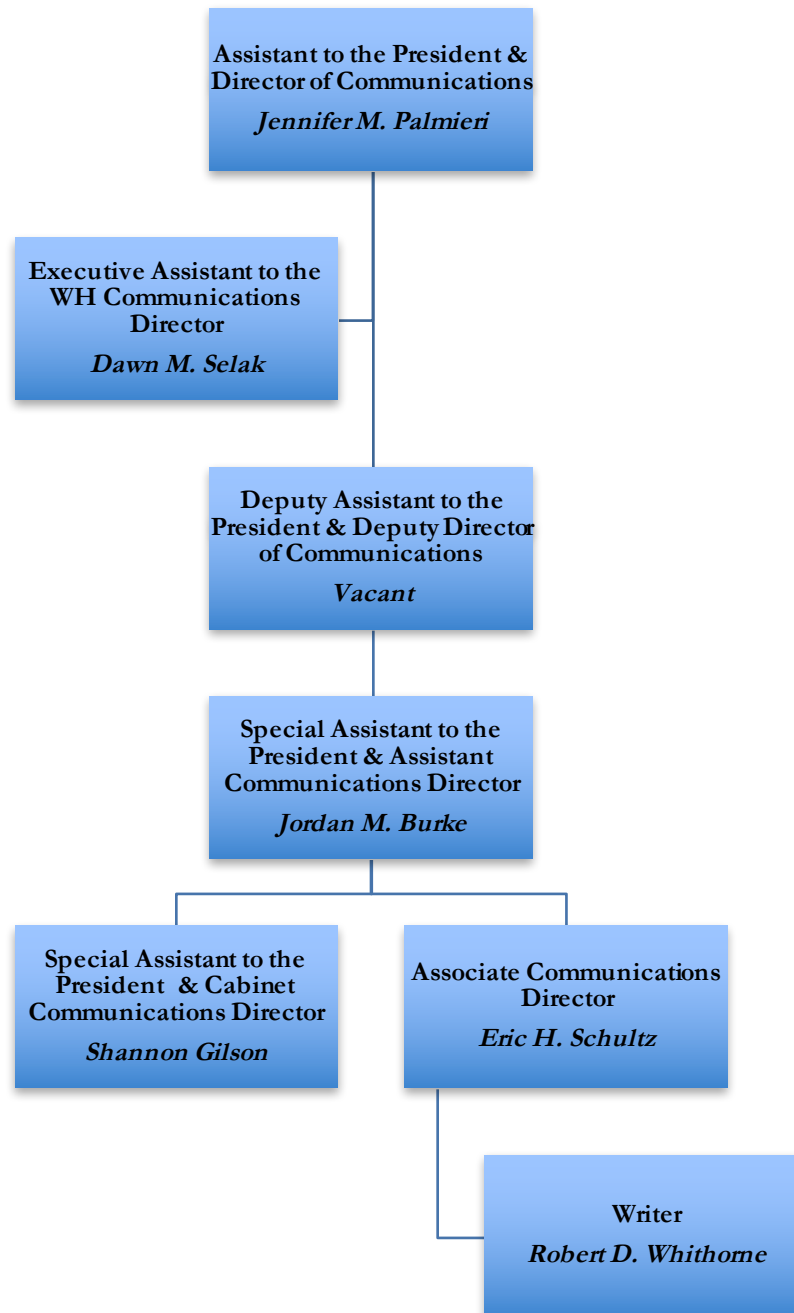 Assistant to the President &
Director of Communications
Jennifer M. Palmieri
Executive Assistant to the
WH Communications
Director
Dawn M. Selak
Deputy Assistant to the
President & Deputy Director
of Communications
Vacant
Special Assistant to the
President & Assistant
Communications Director
Jordan M. Burke
Special Assistant to the
President & Cabinet
Communications Director
Shannon Gilson
Associate Communications
Director
Eric H. Schultz
Writer
Robert D. Whithorne